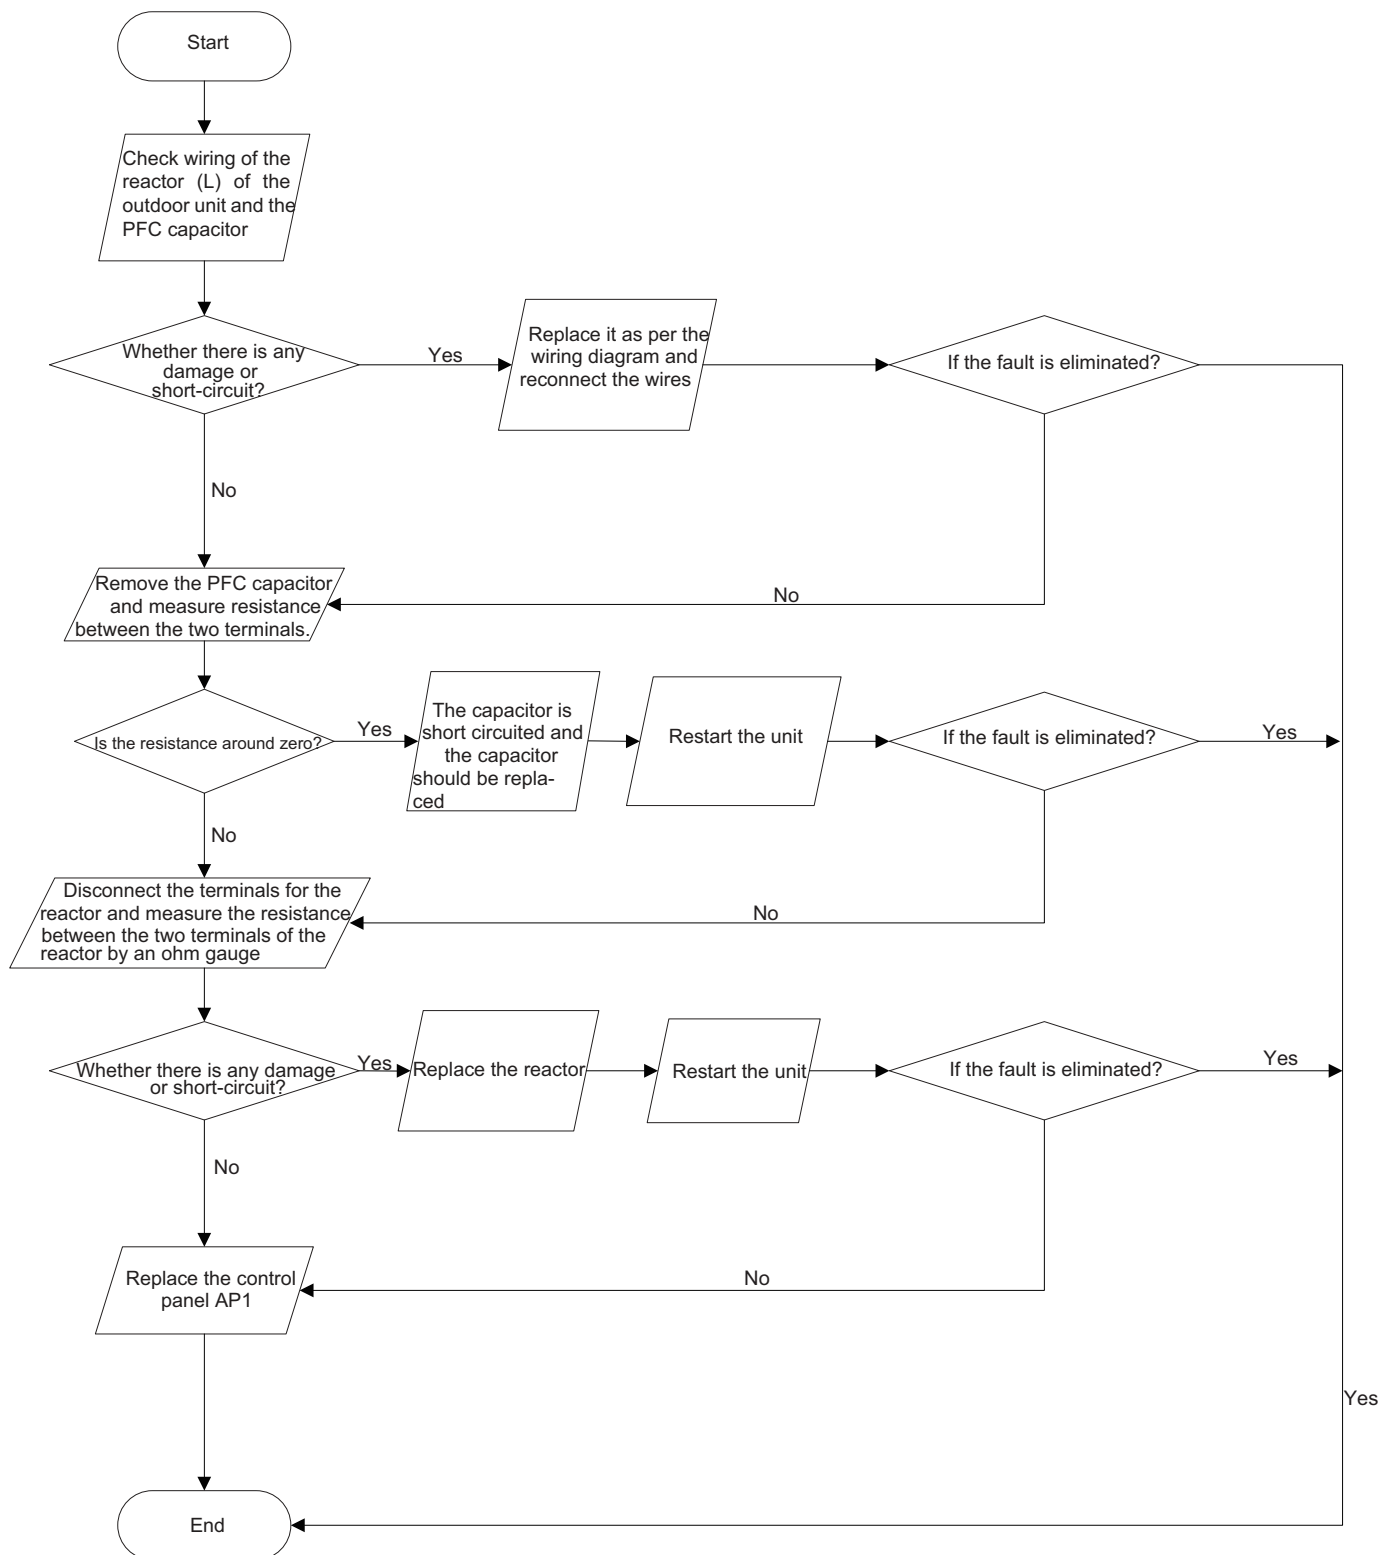 Start
Check wiring of the
reactor (L) of the
outdoor unit and the
PFC capacitor
Whether there is any
damage or
short-circuit?
Yes
Replace it as per the
wiring diagram and
reconnect the wires
If the fault is eliminated?
No
Remove the PFC capacitor
and measure resistance
between the two terminals.
No
Is the resistance around zero?
Yes
The capacitor is
short circuited and
the capacitor
should be repla-
ced
Restart the unit
If the fault is eliminated?
Yes
No
Disconnect the terminals for the
reactor and measure the resistance
between the two terminals of the
reactor by an ohm gauge
No
Whether there is any damage
or short-circuit?
Yes
Replace the reactor
Restart the unit
If the fault is eliminated?
Yes
No
Replace the control
panel AP1
No
Yes
End